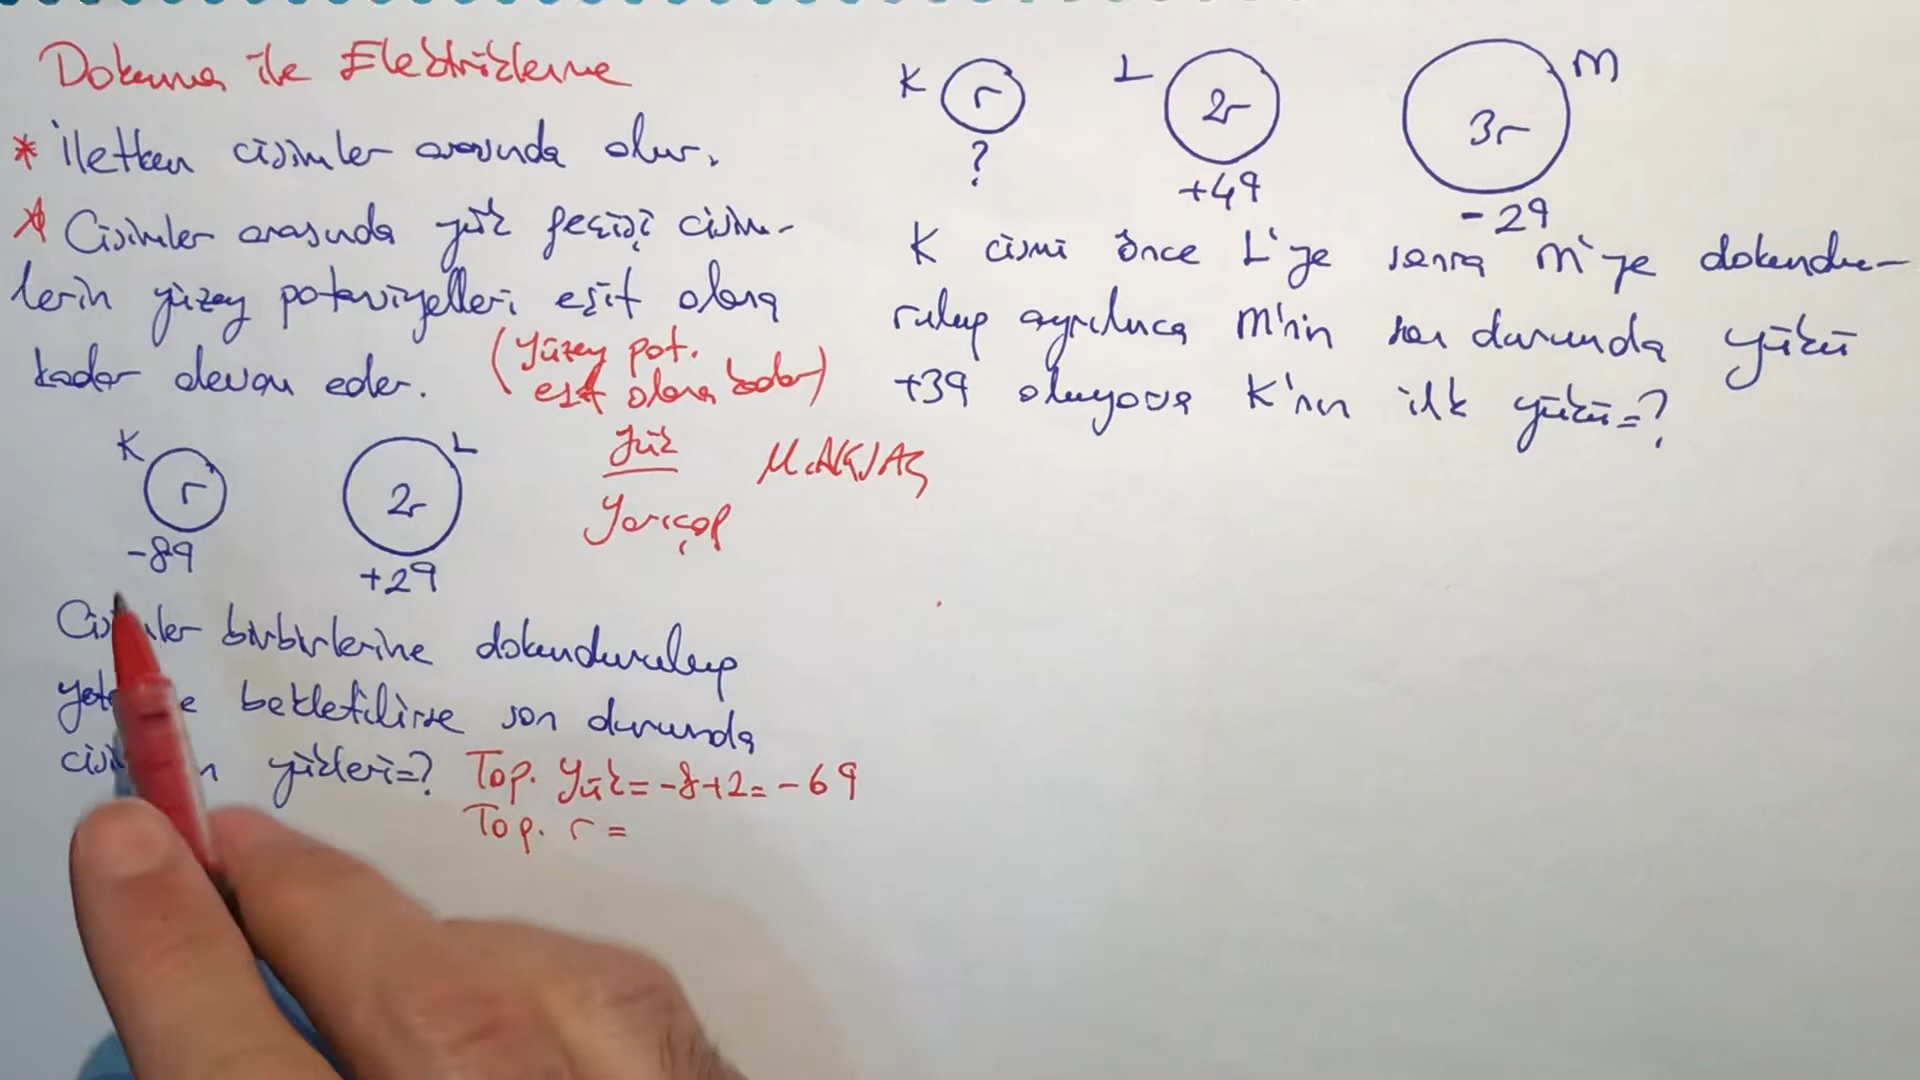 Dokunma ile Elektriklenme
* İletken cisimler arasında olur.
* Cisimler arasında yük geçişi cisim-
lerin yüzey potansiyelleri eşit olana
kadar devam eder. (Yüzey pot.
eşit olana kadar)
K r -8q
L 2r +2q
Yük
Yarıçap
M.AKBAŞ
Cisimler birbirlerine dokundurulup
bekletilirse son durumda
yükleri=?
Top. Yük = -8+2 = -6q
Top. r =
K r ?
L 2r +4q
M 3r -2q
K cismi önce L'ye sonra M'ye dokundu-
rulup ayrılınca M'nin son durumda yükü
+3q oluyorsa K'nın ilk yükü=?